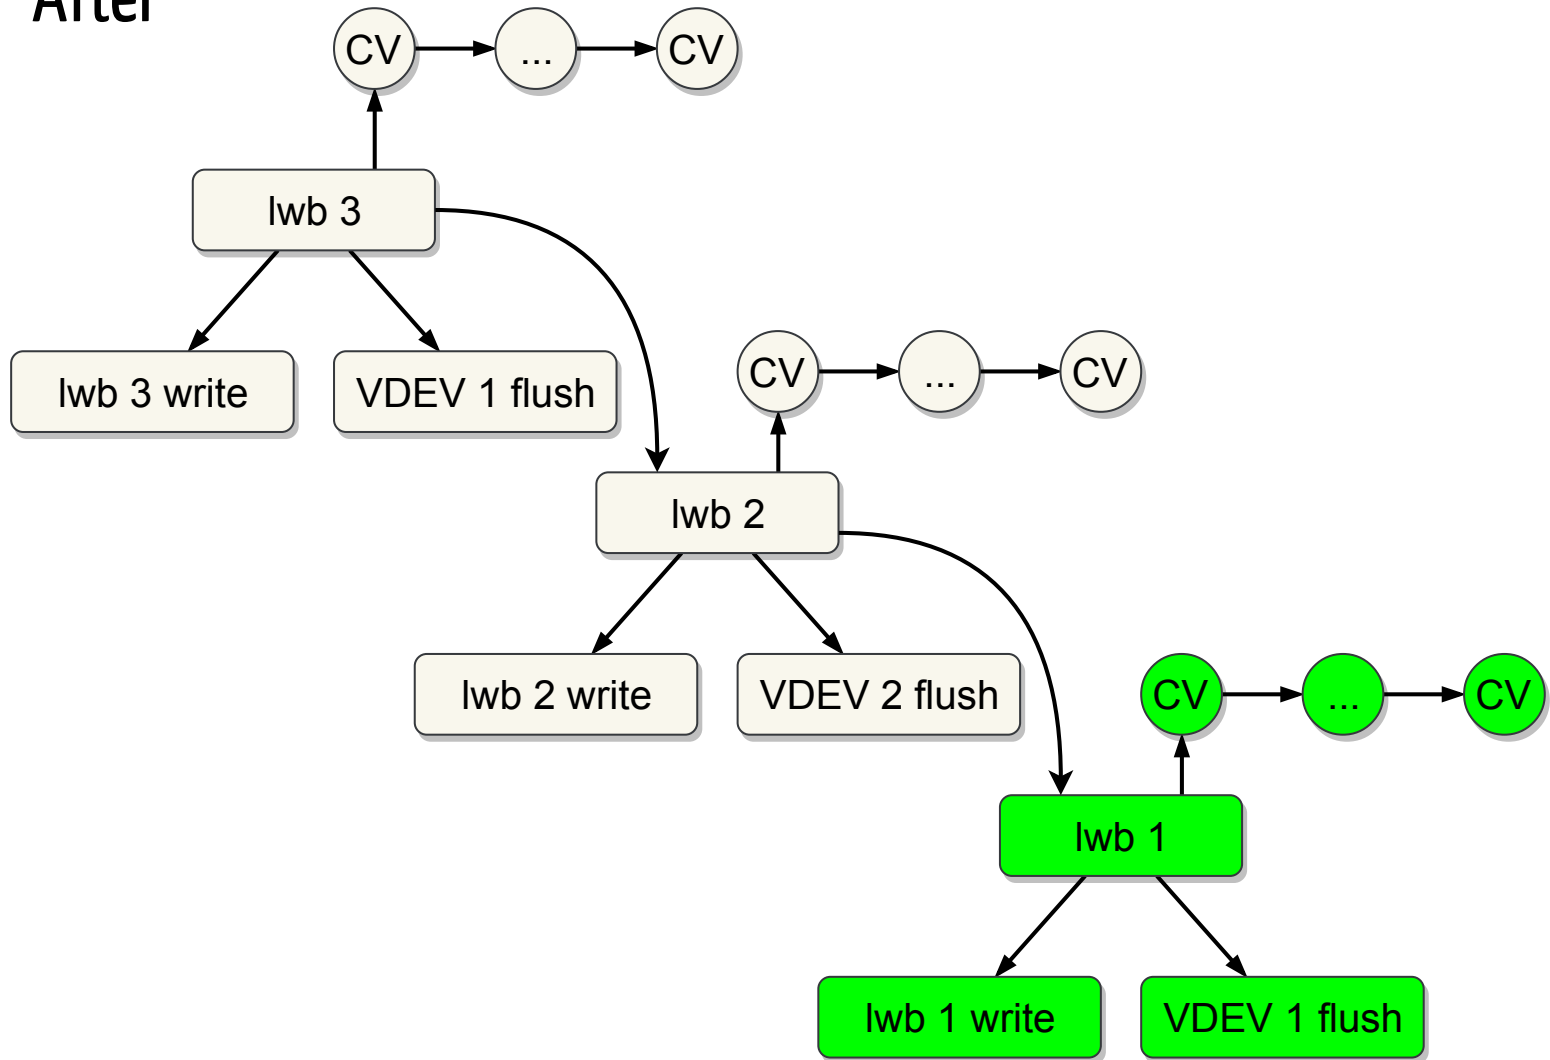 After
CV ... CV
lwb 3
lwb 3 write VDEV 1 flush
CV ... CV
lwb 2
lwb 2 write VDEV 2 flush
CV ... CV
lwb 1
lwb 1 write VDEV 1 flush